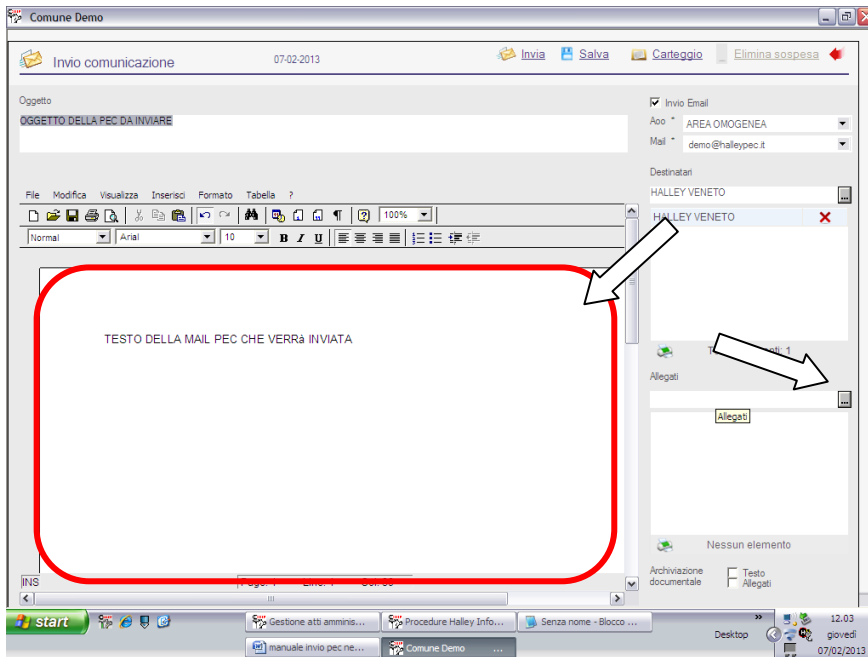 Comune Demo
Invio comunicazione
07-02-2013
Invia
Salva
Carteggio
Elimina sospesa
Oggetto
OGGETTO DELLA PEC DA INVIARE
Invio Email
Aoo * AREA OMOGENEA
Mail * demo@halleypec.it
Destinatari
HALLEY VENETO
HALLEY VENETO
File Modifica Visualizza Inserisci Formato Tabella ?
100%
Normal Arial 10 B I U
TESTO DELLA MAIL PEC CHE VERRà INVIATA
1
Allegati
...
Allegati
Nessun elemento
Archiviazione documentale
Testo
Allegati
INS
start
Gestione atti amminis...
Procedure Halley Info...
Senza nome - Blocco ...
manuale invio pec ne...
Comune Demo ...
Desktop
12.03
giovedì
07/02/2013